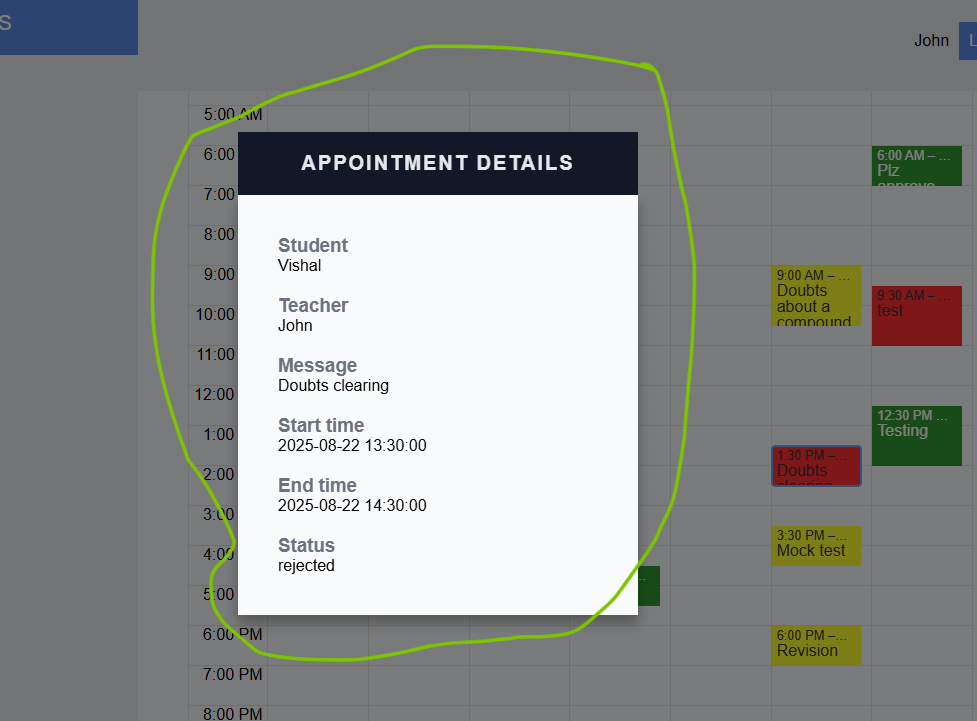 S
John
L
5:00 AM
6:00
7:00
8:00
9:00
10:00
11:00
12:00
1:00
2:00
3:00
4:00
5:00
6:00 PM
7:00 PM
8:00 PM
APPOINTMENT DETAILS
Student
Vishal
Teacher
John
Message
Doubts clearing
Start time
2025-08-22 13:30:00
End time
2025-08-22 14:30:00
Status
rejected
9:00 AM – ...
Doubts
about a
compound
1:30 PM –...
Doubts
clearing
3:30 PM –...
Mock test
6:00 PM –...
Revision
6:00 AM – ...
Plz
approve
9:30 AM – ...
test
12:30 PM ...
Testing